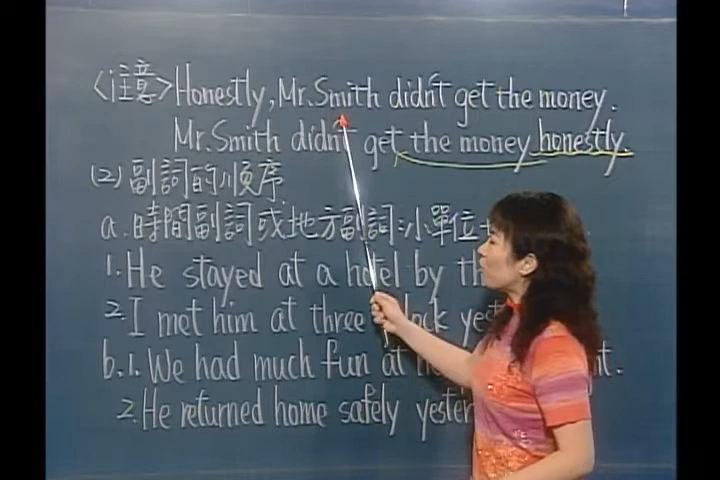 <注意>Honestly, Mr. Smith didn't get the money.
Mr. Smith didn't get the money honestly.
(2) 副詞的順序
a. 時間副詞或地方副詞:小單位
1. He stayed at a hotel by
2. I met him at three
b. 1. We had much fun at
2. He returned home safely